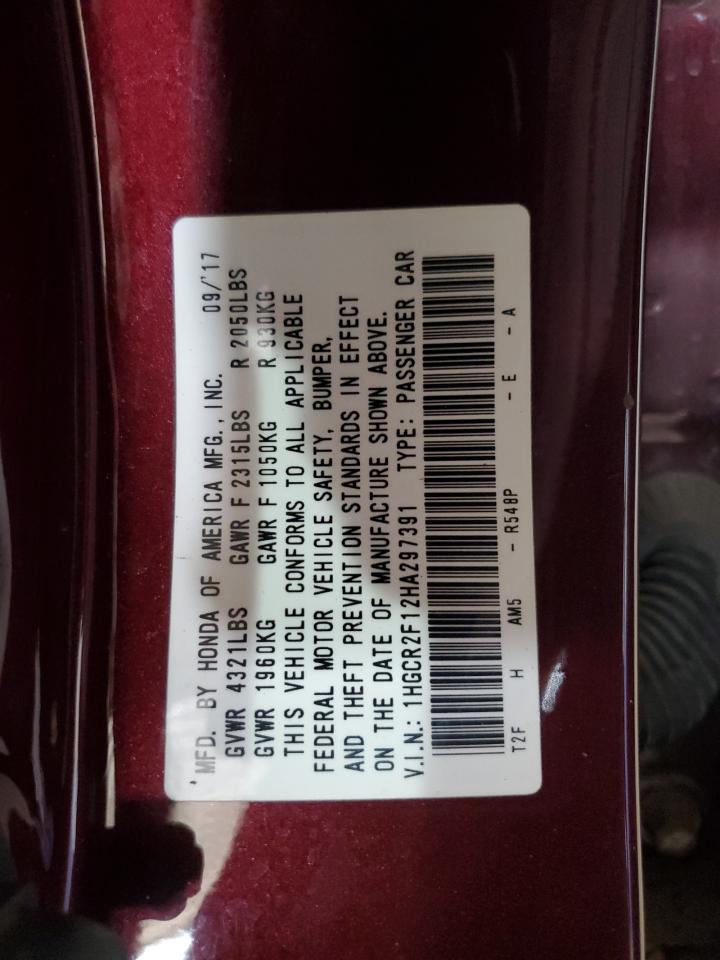 MFD. BY HONDA OF AMERICA MFG., INC. 09/'17
GVWR 4321LBS GAWR F 2315LBS R 2050LBS
GVWR 1960KG GAWR F 1050KG R 930KG
THIS VEHICLE CONFORMS TO ALL APPLICABLE
FEDERAL MOTOR VEHICLE SAFETY, BUMPER,
AND THEFT PREVENTION STANDARDS IN EFFECT
ON THE DATE OF MANUFACTURE SHOWN ABOVE.
V.I.N.: 1HGCR2F12HA297391 TYPE: PASSENGER CAR
T2F H AM5 - R548P - E - A